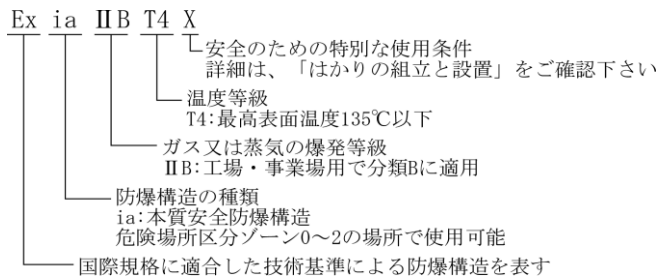 Ex ia ⅡB T4 X
安全のための特別な使用条件
詳細は、「はかりの組立と設置」をご確認下さい
温度等級
T4:最高表面温度135℃以下
ガス又は蒸気の爆発等級
ⅡB:工場・事業場用で分類Bに適用
防爆構造の種類
ia:本質安全防爆構造
危険場所区分ゾーン0～2の場所で使用可能
国際規格に適合した技術基準による防爆構造を表す